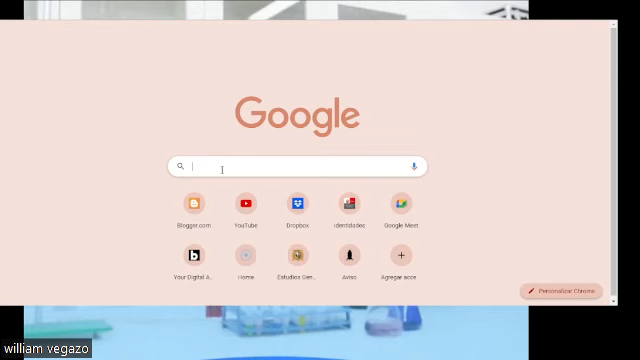 Google
Blogger.com
YouTube
Dropbox
identidades
Google Meet
Your Digital A...
Home
Estudios Gen...
Aviso
Agregar acce...
Personalizar Chrome
william vegazo